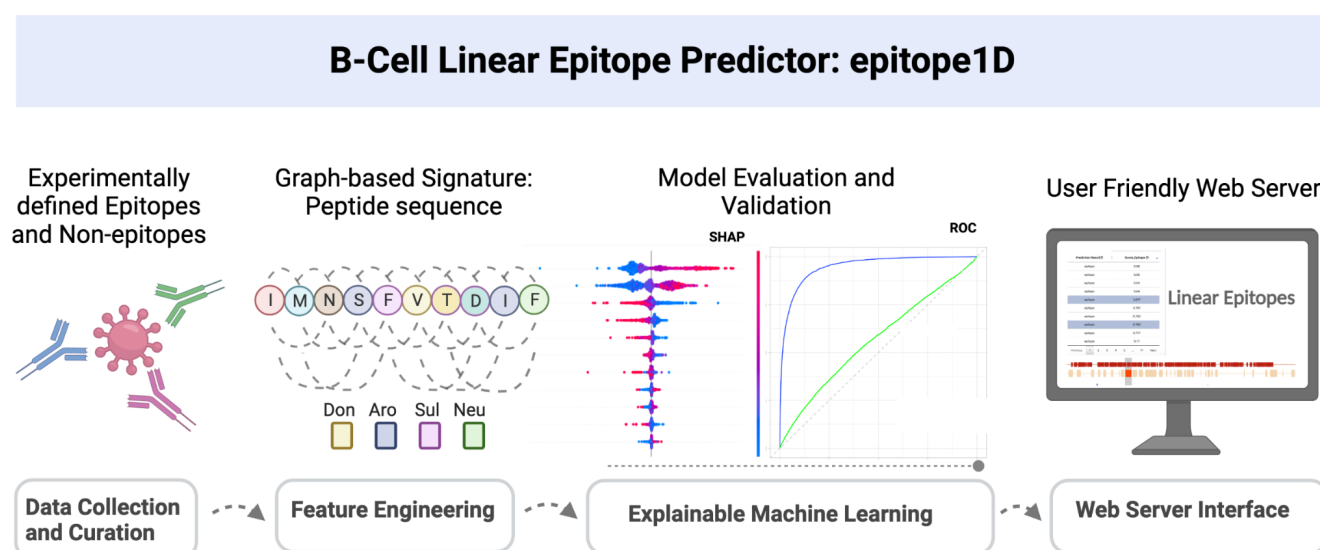 B-Cell Linear Epitope Predictor: epitope1D
Experimentally
defined Epitopes
and Non-epitopes
Graph-based Signature:
Peptide sequence
I M N S F V T D I F
Don Aro Sul Neu
Model Evaluation and
Validation
SHAP
ROC
User Friendly Web Server
Linear Epitopes
Data Collection
and Curation
Feature Engineering
Explainable Machine Learning
Web Server Interface